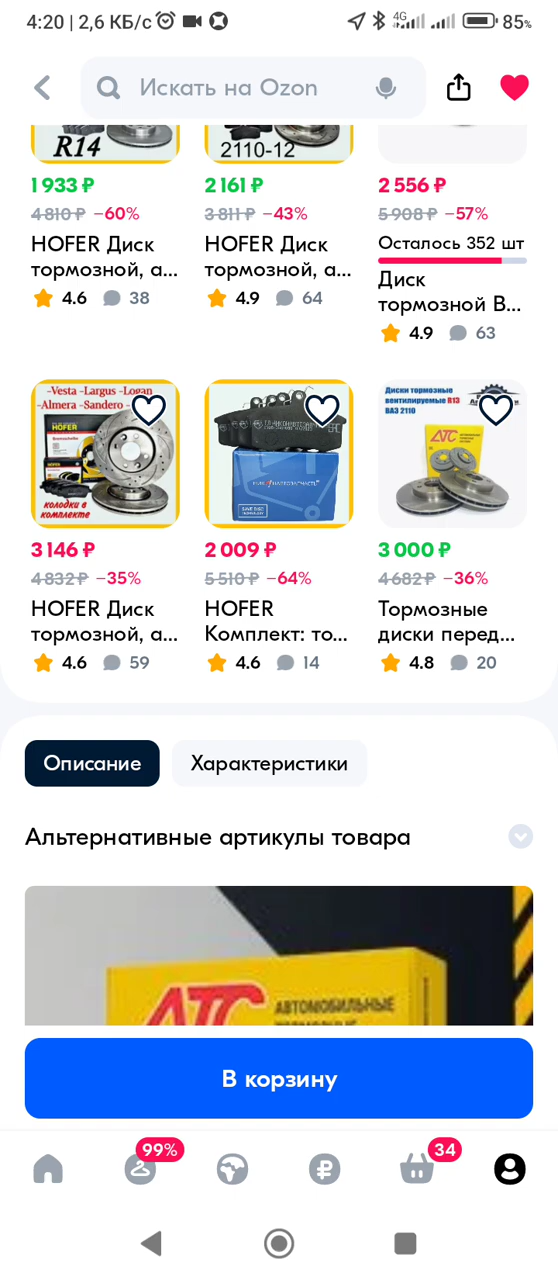 4:20 | 2,6 КБ/с
4G
85%
Искать на Ozon
R14
2110-12
1 933 ₽
2 161 ₽
2 556 ₽
4 810 ₽ −60%
3 811 ₽ −43%
5 908 ₽ −57%
HOFER Диск
тормозной, а...
HOFER Диск
тормозной, а...
Осталось 352 шт
Диск
тормозной В...
4.6 38
4.9 64
4.9 63
-Vesta -Largus -Logan
-Almera -Sandero
HOFER
колодки в
комплекте
Диски тормозные
вентилируемые R13
ВАЗ 2110
АТС
3 146 ₽
2 009 ₽
3 000 ₽
4 832 ₽ −35%
5 510 ₽ −64%
4 682 ₽ −36%
HOFER Диск
тормозной, а...
HOFER
Комплект: то...
Тормозные
диски перед...
4.6 59
4.6 14
4.8 20
Описание
Характеристики
Альтернативные артикулы товара
АТС
АВТОМОБИЛЬНЫЕ
ТОРМОЗНЫЕ
В корзину
99%
34